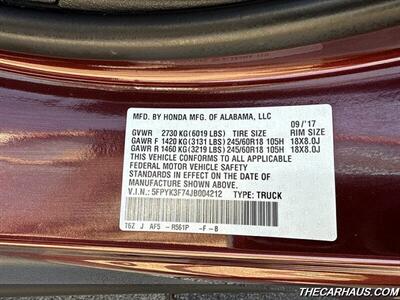 MFD. BY HONDA MFG. OF ALABAMA, LLC 09/'17
GVWR 2730 KG (6019 LBS) TIRE SIZE RIM SIZE
GAWR F 1420 KG (3131 LBS) 245/60R18 105H 18X8.0J
GAWR R 1460 KG (3219 LBS) 245/60R18 105H 18X8.0J
THIS VEHICLE CONFORMS TO ALL APPLICABLE
FEDERAL MOTOR VEHICLE SAFETY
STANDARDS IN EFFECT ON THE DATE OF
MANUFACTURE SHOWN ABOVE.
V.I.N.: 5FPYK3F74JB004212 TYPE: TRUCK
T6Z J AF5 -R561P -F-B
THECARHAUS.COM